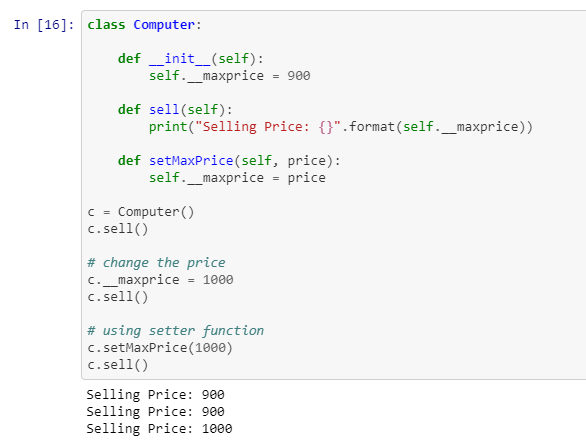 In [16]: class Computer:
    def __init__(self):
        self.__maxprice = 900
    def sell(self):
        print("Selling Price: {}".format(self.__maxprice))
    def setMaxPrice(self, price):
        self.__maxprice = price
c = Computer()
c.sell()
# change the price
c.__maxprice = 1000
c.sell()
# using setter function
c.setMaxPrice(1000)
c.sell()
Selling Price: 900
Selling Price: 900
Selling Price: 1000